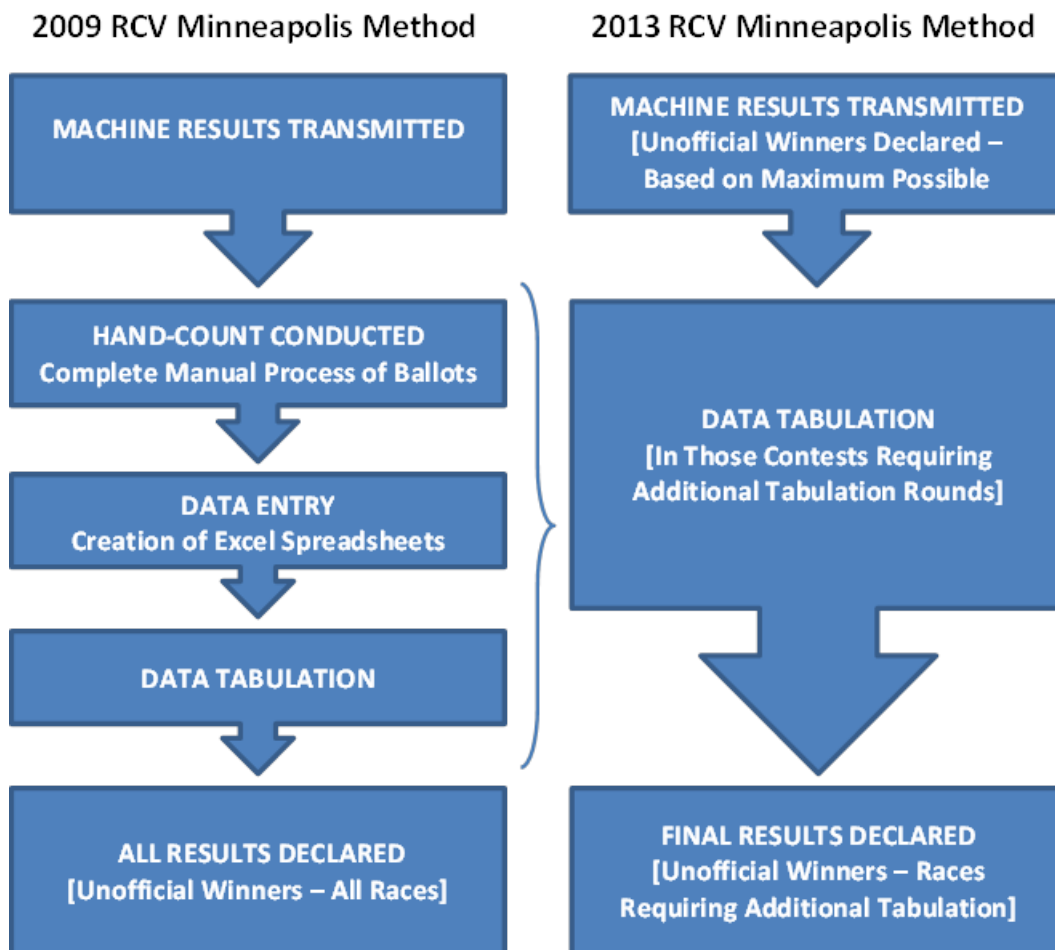 2009 RCV Minneapolis Method
MACHINE RESULTS TRANSMITTED
HAND-COUNT CONDUCTED
Complete Manual Process of Ballots
DATA ENTRY
Creation of Excel Spreadsheets
DATA TABULATION
ALL RESULTS DECLARED
[Unofficial Winners – All Races]
2013 RCV Minneapolis Method
MACHINE RESULTS TRANSMITTED
[Unofficial Winners Declared –
Based on Maximum Possible
DATA TABULATION
[In Those Contests Requiring
Additional Tabulation Rounds]
FINAL RESULTS DECLARED
[Unofficial Winners – Races
Requiring Additional Tabulation]